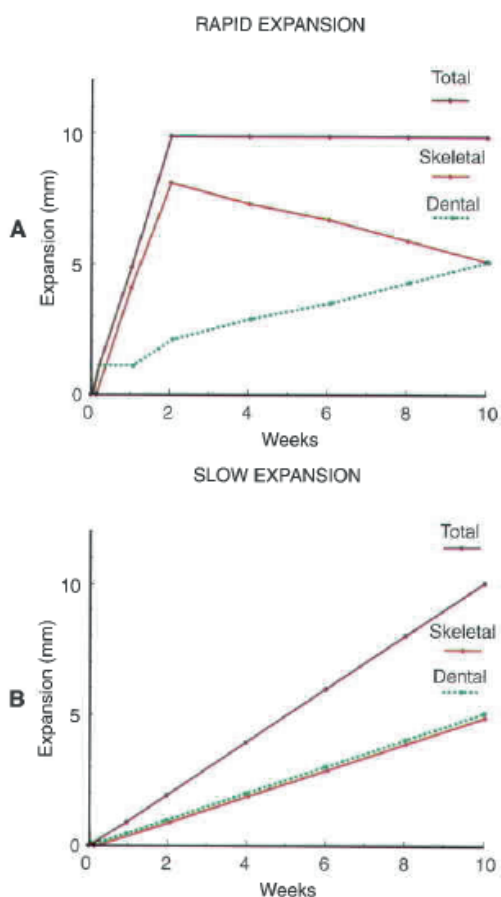 RAPID EXPANSION
Total
Skeletal
Dental
A
Expansion (mm)
10
5
0
0 2 4 6 8 10
Weeks
SLOW EXPANSION
Total
Skeletal
Dental
B
Expansion (mm)
10
5
0
0 2 4 6 8 10
Weeks